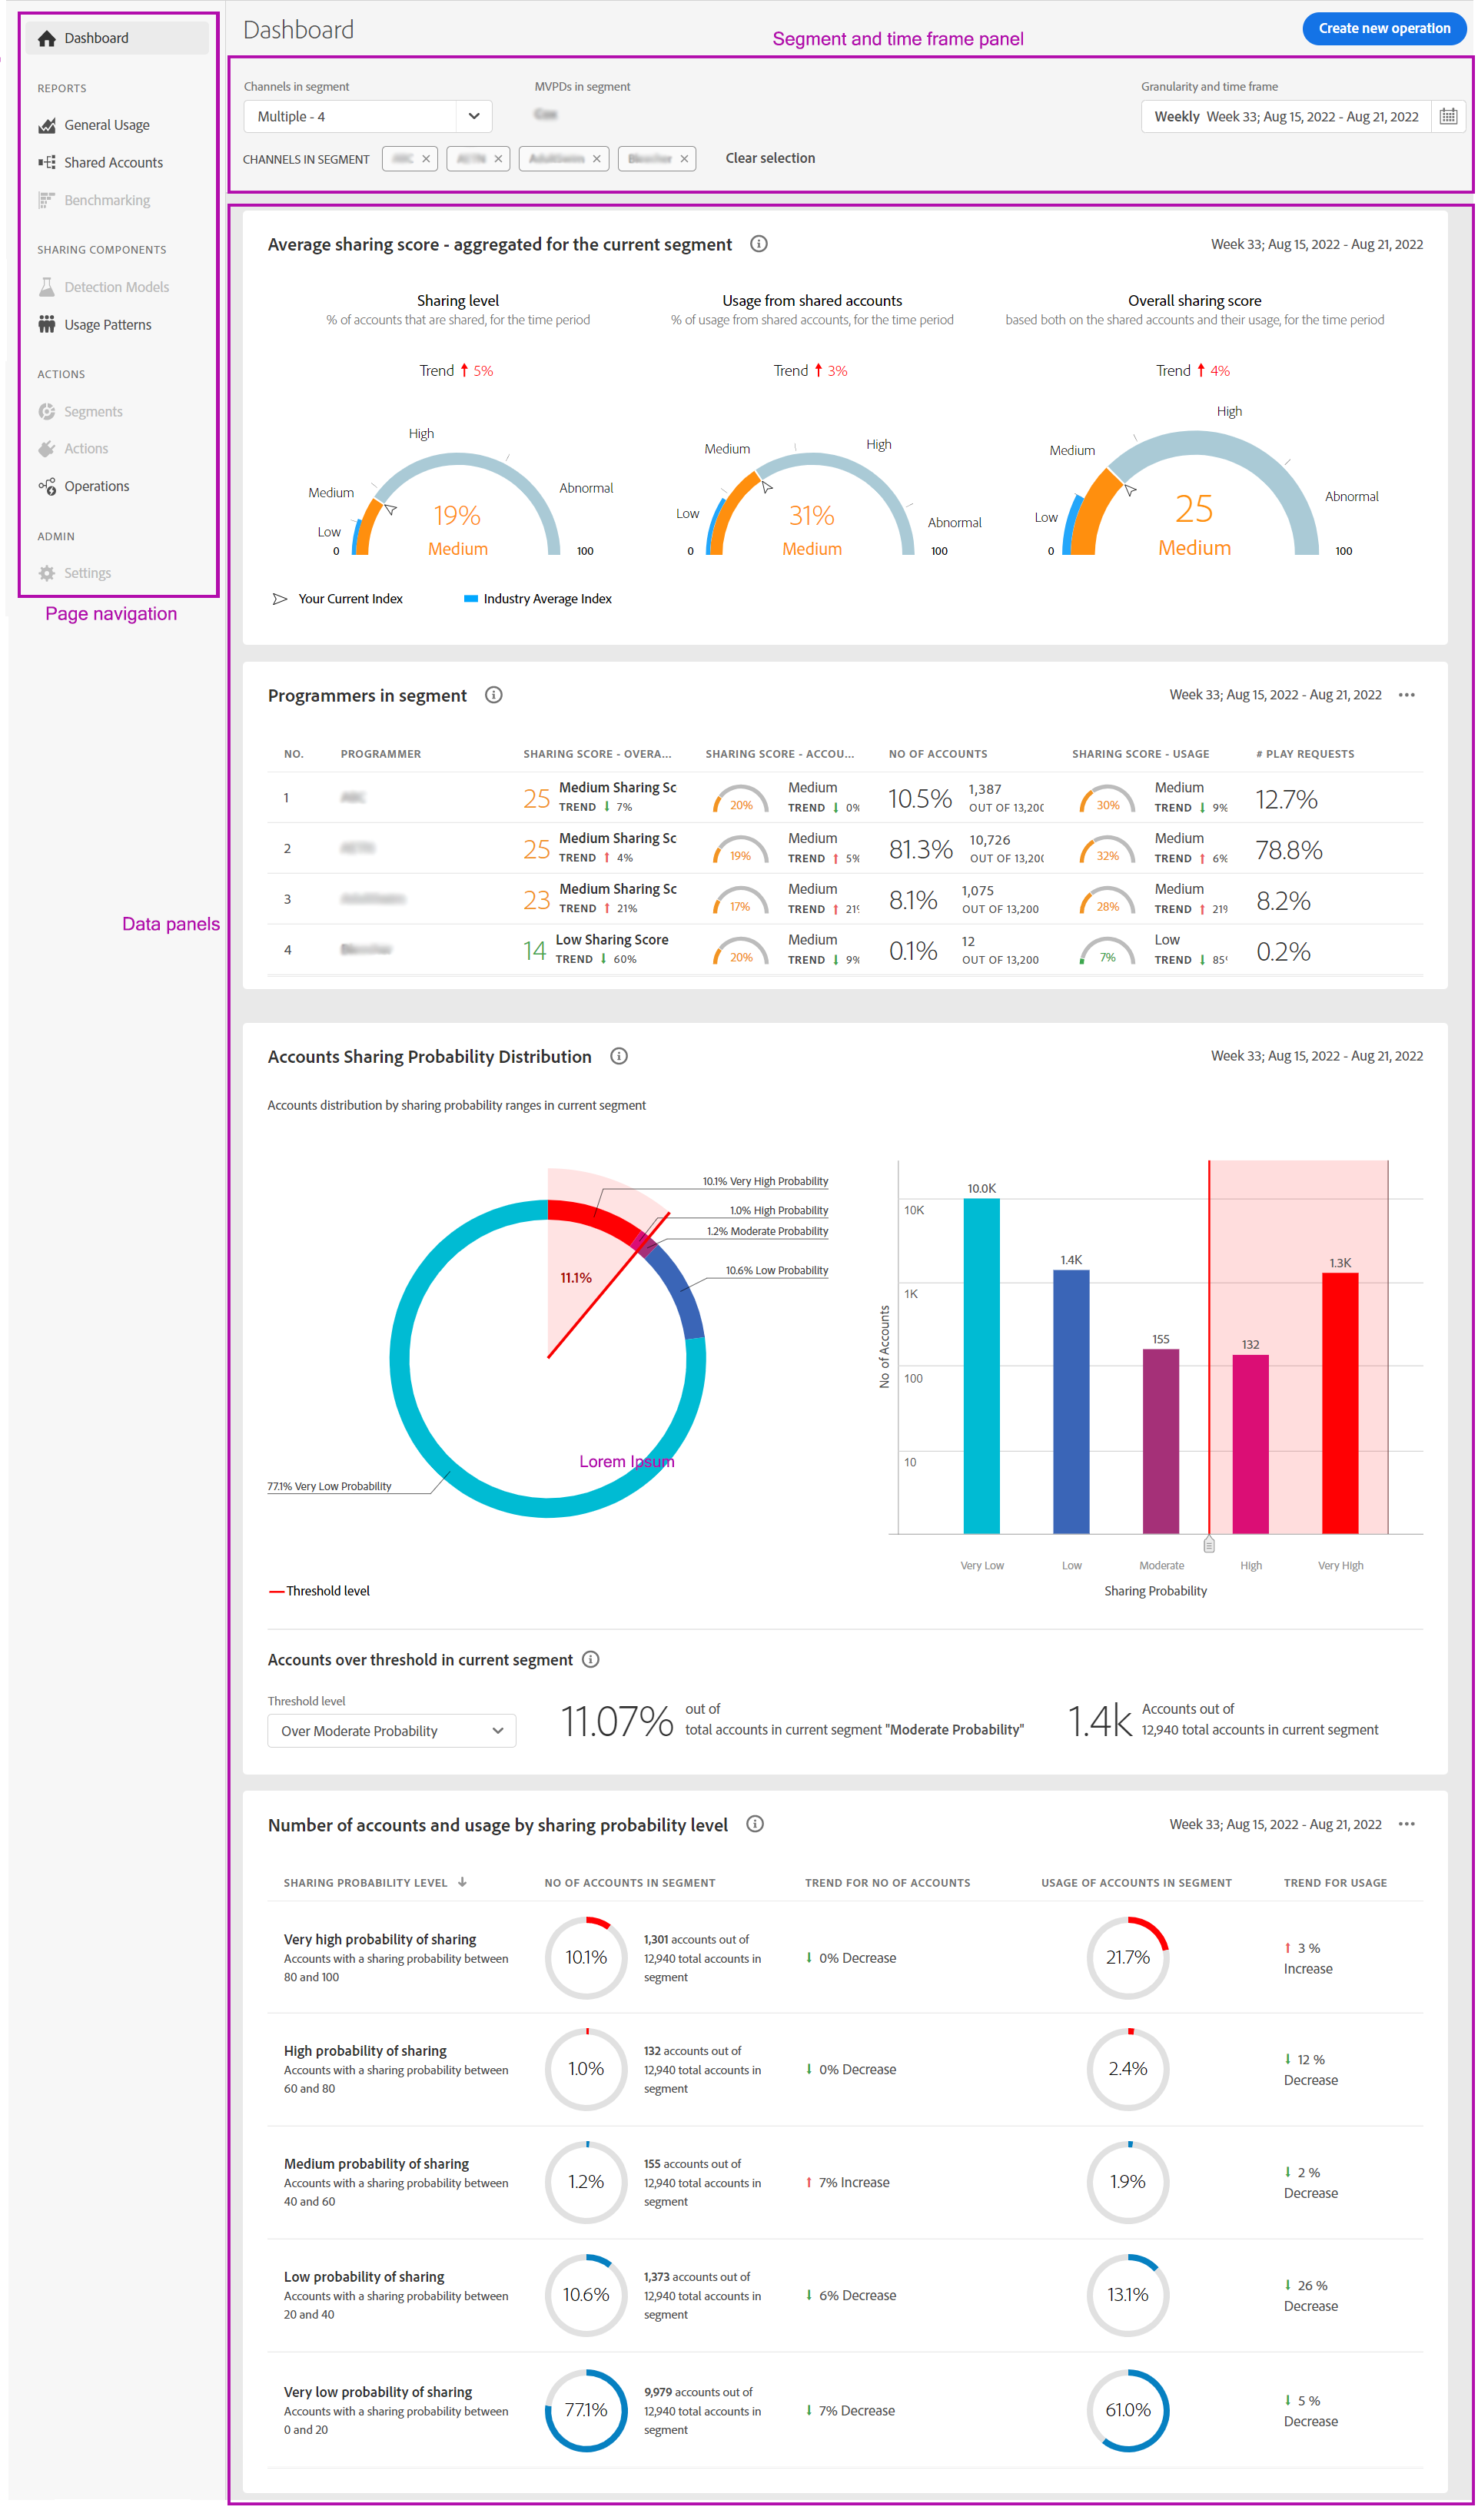 Dashboard
REPORTS
General Usage
Shared Accounts
Benchmarking
SHARING COMPONENTS
Detection Models
Usage Patterns
ACTIONS
Segments
Actions
Operations
ADMIN
Settings
Page navigation
Data panels
Dashboard
Segment and time frame panel
Create new operation
Channels in segment
MVPDs in segment
Granularity and time frame
Multiple - 4
Weekly Week 33; Aug 15, 2022 - Aug 21, 2022
CHANNELS IN SEGMENT
Clear selection
Average sharing score - aggregated for the current segment
Week 33; Aug 15, 2022 - Aug 21, 2022
Sharing level
% of accounts that are shared, for the time period
Trend 5%
High
Medium
Abnormal
Low
19%
Medium
0
100
Usage from shared accounts
% of usage from shared accounts, for the time period
Trend 3%
Medium
High
Low
Abnormal
31%
Medium
0
100
Overall sharing score
based both on the shared accounts and their usage, for the time period
Trend 4%
High
Medium
Abnormal
Low
25
Medium
0
100
Your Current Index
Industry Average Index
Programmers in segment
Week 33; Aug 15, 2022 - Aug 21, 2022
NO. PROGRAMMER SHARING SCORE - OVERA... SHARING SCORE - ACCOU... NO OF ACCOUNTS SHARING SCORE - USAGE # PLAY REQUESTS
1 25 Medium Sharing Sc TREND 7% 20% Medium TREND 0% 10.5% 1,387 OUT OF 13,200 30% Medium TREND 9% 12.7%
2 25 Medium Sharing Sc TREND 4% 19% Medium TREND 5% 81.3% 10,726 OUT OF 13,200 32% Medium TREND 6% 78.8%
3 23 Medium Sharing Sc TREND 21% 17% Medium TREND 21% 8.1% 1,075 OUT OF 13,200 28% Medium TREND 21% 8.2%
4 14 Low Sharing Score TREND 60% 20% Medium TREND 9% 0.1% 12 OUT OF 13,200 7% Low TREND 85% 0.2%
Accounts Sharing Probability Distribution
Week 33; Aug 15, 2022 - Aug 21, 2022
Accounts distribution by sharing probability ranges in current segment
10.1% Very High Probability
1.0% High Probability
1.2% Moderate Probability
10.6% Low Probability
11.1%
Lorem Ipsum
77.1% Very Low Probability
Threshold level
10.0K
1.4K
155
132
1.3K
10K
1K
100
10
No of Accounts
Very Low Low Moderate High Very High
Sharing Probability
Accounts over threshold in current segment
Threshold level
Over Moderate Probability
11.07% out of
total accounts in current segment "Moderate Probability"
1.4k Accounts out of
12,940 total accounts in current segment
Number of accounts and usage by sharing probability level
Week 33; Aug 15, 2022 - Aug 21, 2022
SHARING PROBABILITY LEVEL NO OF ACCOUNTS IN SEGMENT TREND FOR NO OF ACCOUNTS USAGE OF ACCOUNTS IN SEGMENT TREND FOR USAGE
Very high probability of sharing
Accounts with a sharing probability between
80 and 100
10.1%
1,301 accounts out of
12,940 total accounts in
segment
0% Decrease
21.7%
3 %
Increase
High probability of sharing
Accounts with a sharing probability between
60 and 80
1.0%
132 accounts out of
12,940 total accounts in
segment
0% Decrease
2.4%
12 %
Decrease
Medium probability of sharing
Accounts with a sharing probability between
40 and 60
1.2%
155 accounts out of
12,940 total accounts in
segment
7% Increase
1.9%
2 %
Decrease
Low probability of sharing
Accounts with a sharing probability between
20 and 40
10.6%
1,373 accounts out of
12,940 total accounts in
segment
6% Decrease
13.1%
26 %
Decrease
Very low probability of sharing
Accounts with a sharing probability between
0 and 20
77.1%
9,979 accounts out of
12,940 total accounts in
segment
7% Decrease
61.0%
5 %
Decrease